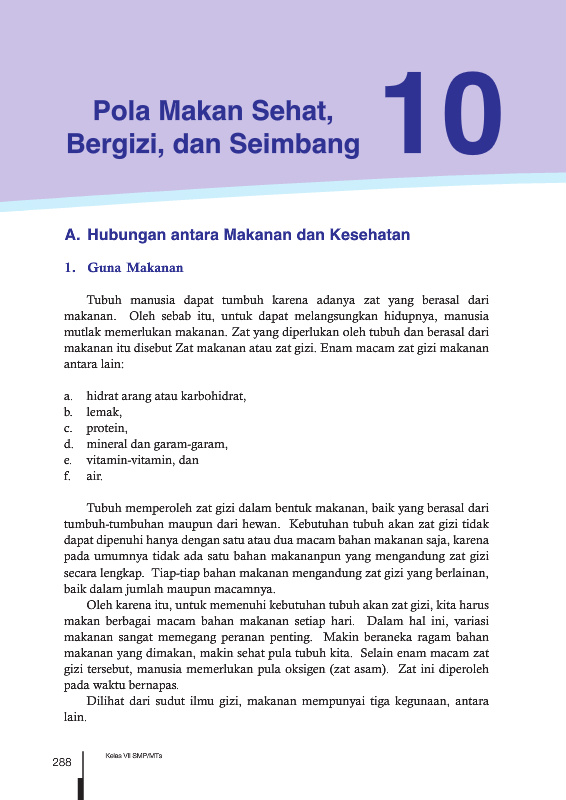 Pola Makan Sehat,
Bergizi, dan Seimbang
10
A. Hubungan antara Makanan dan Kesehatan
1. Guna Makanan
Tubuh manusia dapat tumbuh karena adanya zat yang berasal dari
makanan. Oleh sebab itu, untuk dapat melangsungkan hidupnya, manusia
mutlak memerlukan makanan. Zat yang diperlukan oleh tubuh dan berasal dari
makanan itu disebut Zat makanan atau zat gizi. Enam macam zat gizi makanan
antara lain:
a. hidrat arang atau karbohidrat,
b. lemak,
c. protein,
d. mineral dan garam-garam,
e. vitamin-vitamin, dan
f. air.
Tubuh memperoleh zat gizi dalam bentuk makanan, baik yang berasal dari
tumbuh-tumbuhan maupun dari hewan. Kebutuhan tubuh akan zat gizi tidak
dapat dipenuhi hanya dengan satu atau dua macam bahan makanan saja, karena
pada umumnya tidak ada satu bahan makananpun yang mengandung zat gizi
secara lengkap. Tiap-tiap bahan makanan mengandung zat gizi yang berlainan,
baik dalam jumlah maupun macamnya.
Oleh karena itu, untuk memenuhi kebutuhan tubuh akan zat gizi, kita harus
makan berbagai macam bahan makanan setiap hari. Dalam hal ini, variasi
makanan sangat memegang peranan penting. Makin beraneka ragam bahan
makanan yang dimakan, makin sehat pula tubuh kita. Selain enam macam zat
gizi tersebut, manusia memerlukan pula oksigen (zat asam). Zat ini diperoleh
pada waktu bernapas.
Dilihat dari sudut ilmu gizi, makanan mempunyai tiga kegunaan, antara
lain.
288
Kelas VII SMP/MTs